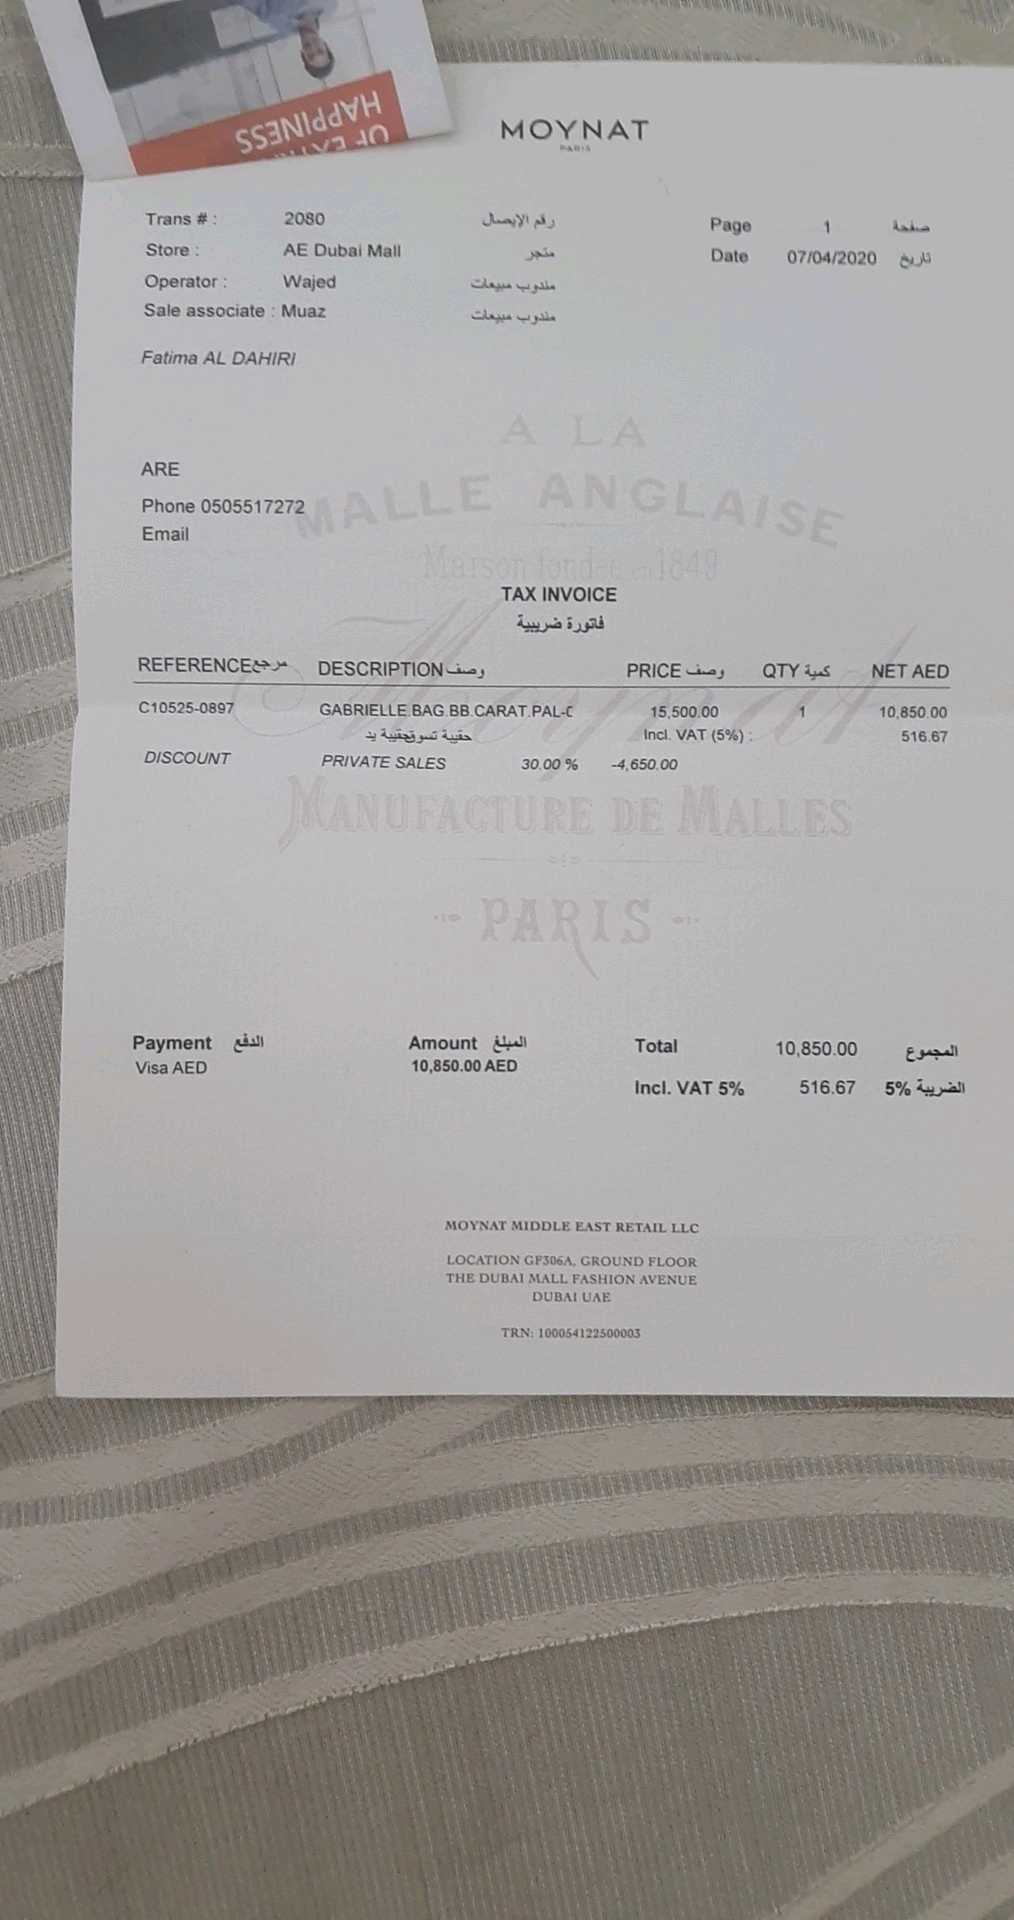 HAPPINESS
MOYNAT
PARIS
Trans # : 2080 رقم الإيصال
Page 1 صفحة
Store : AE Dubai Mall متجر
Date 07/04/2020 تاريخ
Operator : Wajed مندوب مبيعات
Sale associate : Muaz مندوب مبيعات
Fatima AL DAHIRI
A LA
ARE
MALLE ANGLAISE
Phone 0505517272
Email
Maison fondée en 1849
TAX INVOICE
فاتورة ضريبية
Moynat
REFERENCE مرجع DESCRIPTION وصف PRICE وصف QTY كمية NET AED
C10525-0897 GABRIELLE.BAG.BB.CARAT.PAL-C 15,500.00 1 10,850.00
حقيبة تسوق\حقيبة يد Incl. VAT (5%) : 516.67
DISCOUNT PRIVATE SALES 30.00 % -4,650.00
MANUFACTURE DE MALLES
PARIS
Payment الدفع Amount المبلغ Total 10,850.00 المجموع
Visa AED 10,850.00 AED
Incl. VAT 5% 516.67 الضريبة 5%
MOYNAT MIDDLE EAST RETAIL LLC
LOCATION GF306A, GROUND FLOOR
THE DUBAI MALL FASHION AVENUE
DUBAI UAE
TRN: 100054122500003